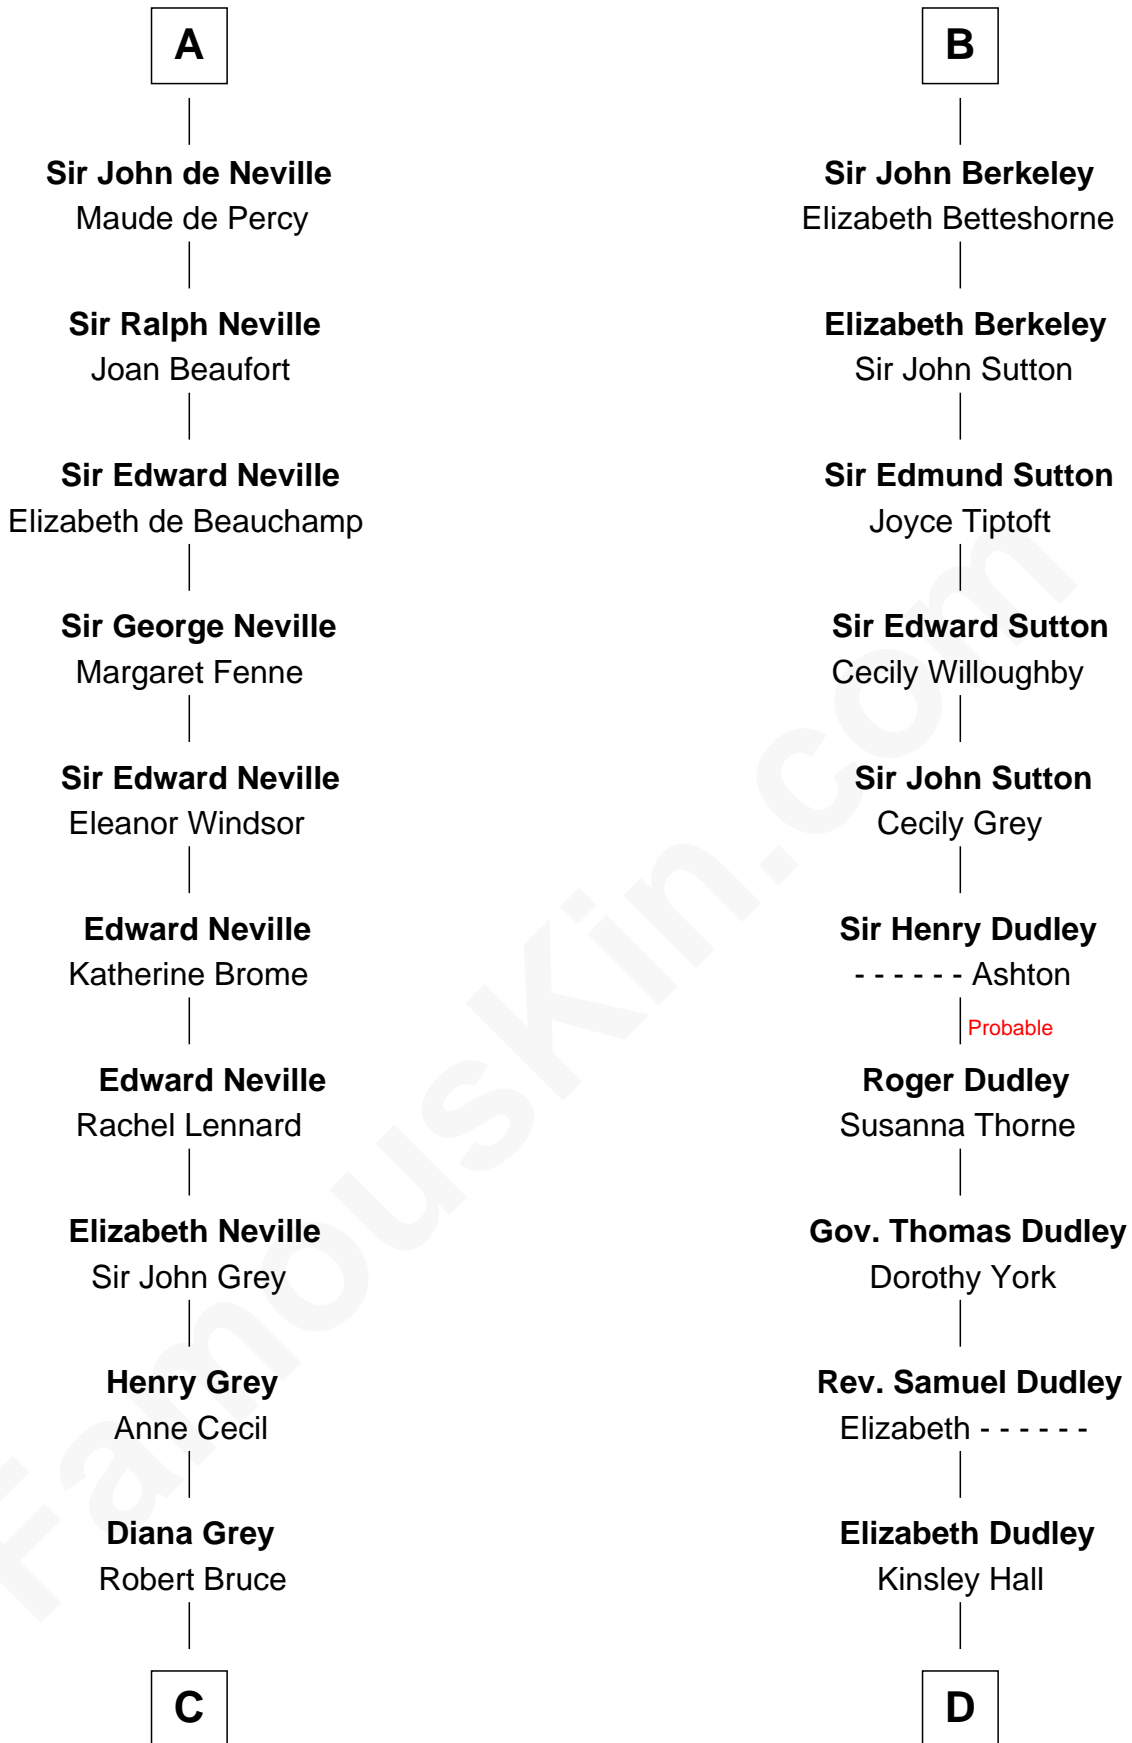 A
Sir John de Neville
Maude de Percy
Sir Ralph Neville
Joan Beaufort
Sir Edward Neville
Elizabeth de Beauchamp
Sir George Neville
Margaret Fenne
Sir Edward Neville
Eleanor Windsor
Edward Neville
Katherine Brome
Edward Neville
Rachel Lennard
Elizabeth Neville
Sir John Grey
Henry Grey
Anne Cecil
Diana Grey
Robert Bruce
C
B
Sir John Berkeley
Elizabeth Betteshorne
Elizabeth Berkeley
Sir John Sutton
Sir Edmund Sutton
Joyce Tiptoft
Sir Edward Sutton
Cecily Willoughby
Sir John Sutton
Cecily Grey
Sir Henry Dudley
- - - - - - Ashton
Probable
Roger Dudley
Susanna Thorne
Gov. Thomas Dudley
Dorothy York
Rev. Samuel Dudley
Elizabeth - - - - - -
Elizabeth Dudley
Kinsley Hall
D
FamousKin.com